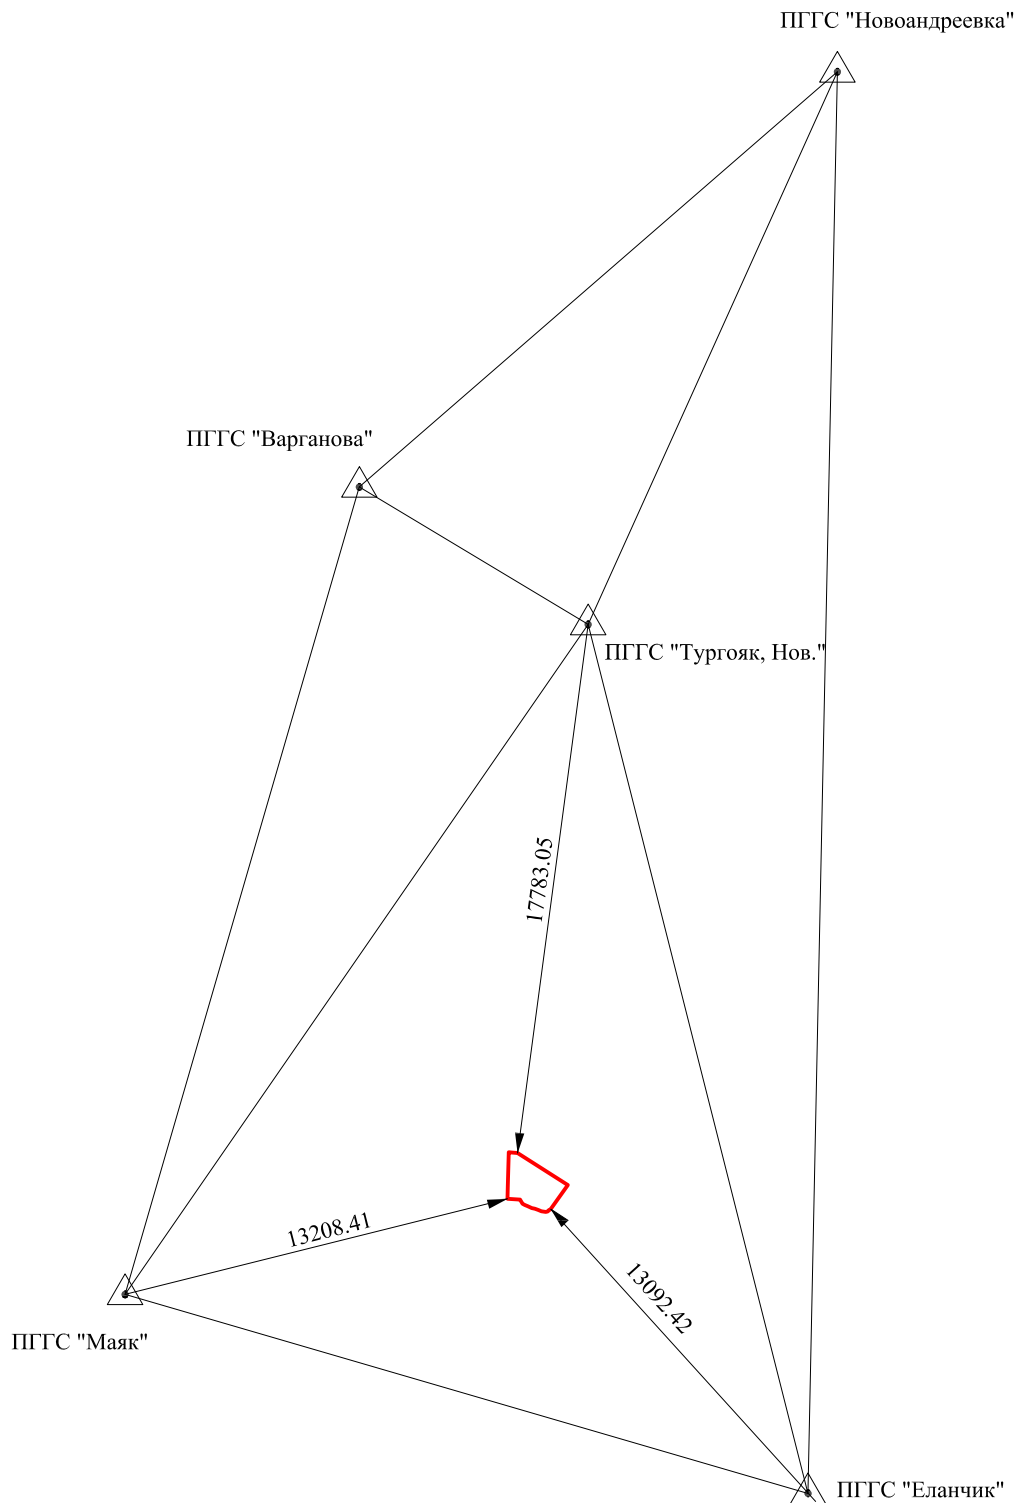 ПГГС "Новоандреевка"
ПГГС "Варганова"
ПГГС "Тургояк, Нов."
17783.05
13208.41
13092.42
ПГГС "Маяк"
ПГГС "Еланчик"